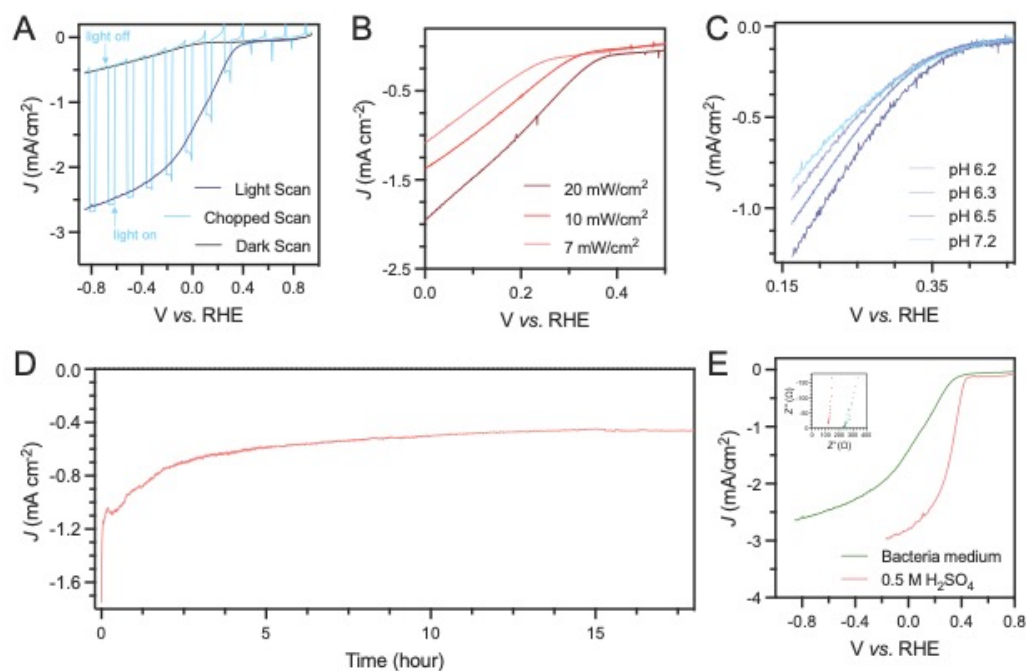 A
light off
0
-1
-2
-3
J (mA/cm²)
Light Scan
Chopped Scan
light on
Dark Scan
-0.8 -0.4 0.0 0.4 0.8
V vs. RHE
B
-0.5
-1.5
-2.5
J (mA cm⁻²)
20 mW/cm²
10 mW/cm²
7 mW/cm²
0.0 0.2 0.4
V vs. RHE
C
0.0
-0.5
-1.0
J (mA/cm²)
pH 6.2
pH 6.3
pH 6.5
pH 7.2
0.15 0.35
V vs. RHE
D
0.0
-0.4
-0.8
-1.2
-1.6
J (mA cm⁻²)
0 5 10 15
Time (hour)
E
0
-1
-2
-3
-4
J (mA/cm²)
Z'' (Ω)
0 100 200 300 400
Z' (Ω)
Bacteria medium
0.5 M H₂SO₄
-0.8 -0.4 0.0 0.4 0.8
V vs. RHE